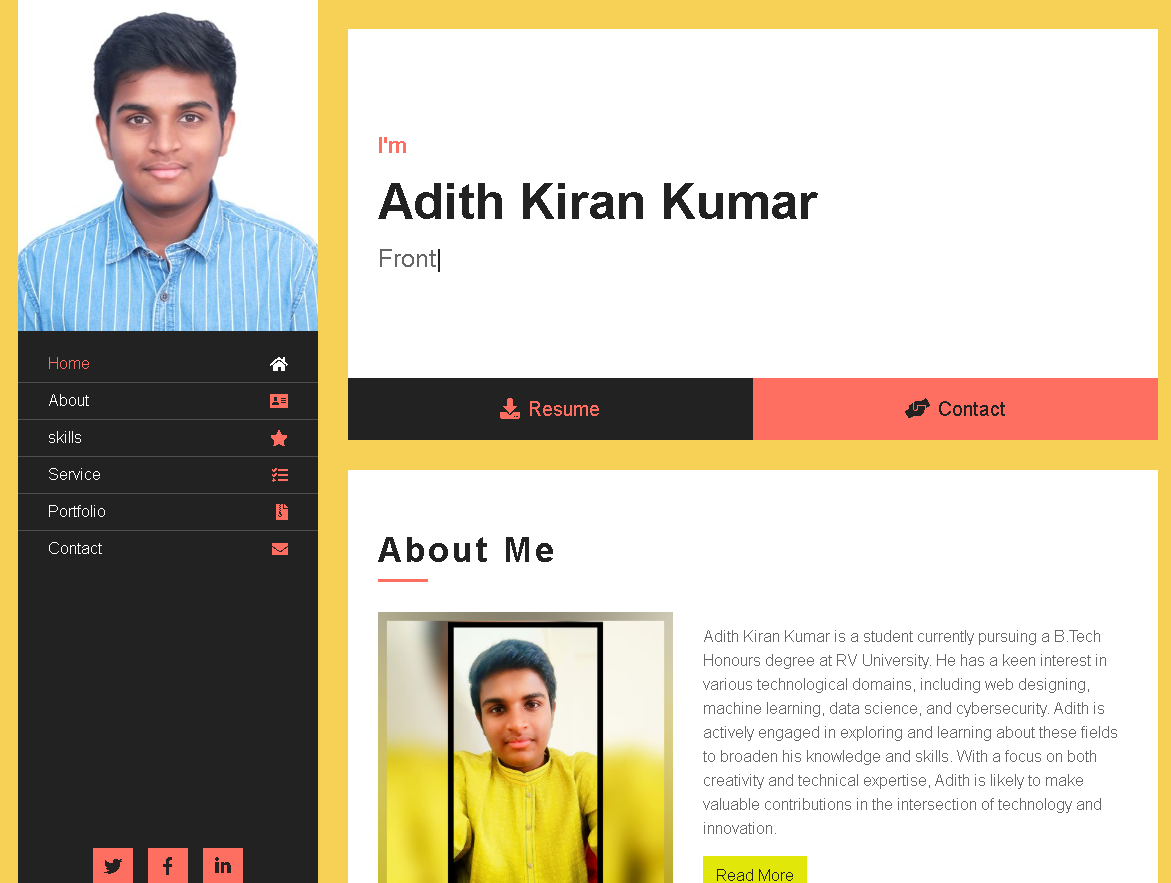 Home
About
skills
Service
Portfolio
Contact
I'm
Adith Kiran Kumar
Front
Resume
Contact
About Me
Adith Kiran Kumar is a student currently pursuing a B.Tech
Honours degree at RV University. He has a keen interest in
various technological domains, including web designing,
machine learning, data science, and cybersecurity. Adith is
actively engaged in exploring and learning about these fields
to broaden his knowledge and skills. With a focus on both
creativity and technical expertise, Adith is likely to make
valuable contributions in the intersection of technology and
innovation.
Read More